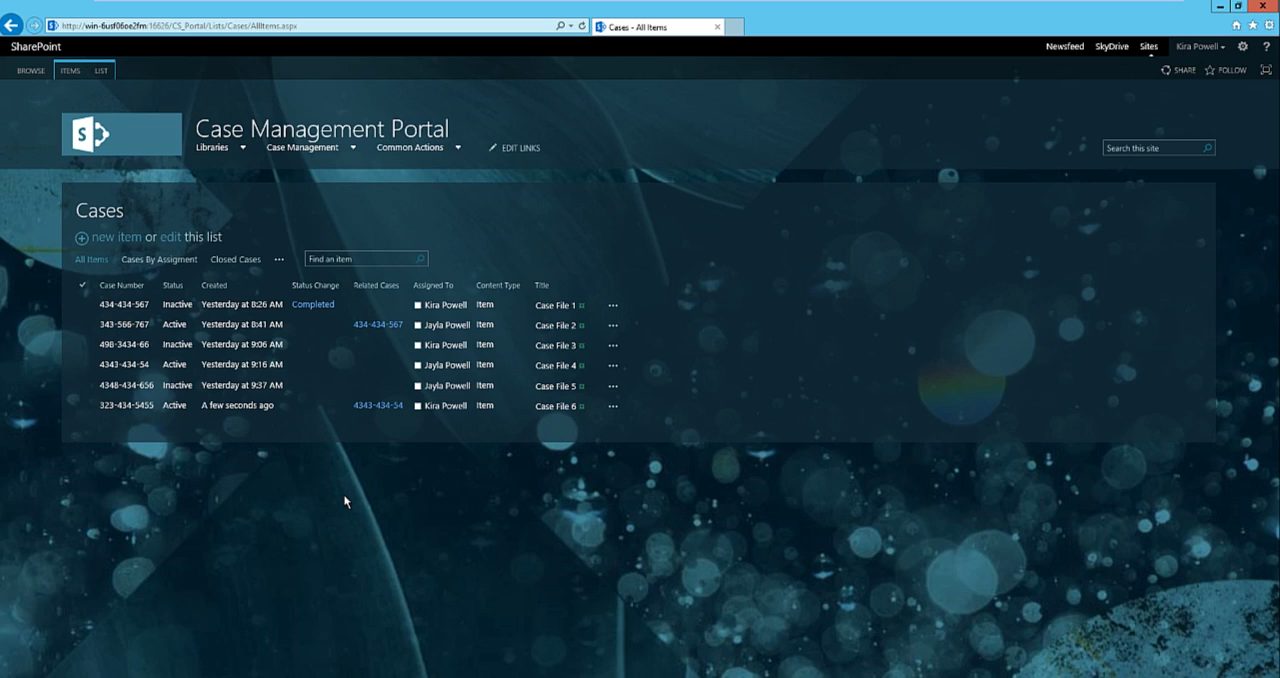 http://win-6usf06oe2fm:16626/CS_Portal/Lists/Cases/AllItems.aspx
Cases - All Items
SharePoint
Newsfeed SkyDrive Sites Kira Powell ?
BROWSE ITEMS LIST
SHARE FOLLOW
S
Case Management Portal
Libraries Case Management Common Actions EDIT LINKS
Search this site
Cases
new item or edit this list
All Items Cases By Assigment Closed Cases ··· Find an item
Case Number Status Created Status Change Related Cases Assigned To Content Type Title
434-434-567 Inactive Yesterday at 8:26 AM Completed Kira Powell Item Case File 1 ···
343-566-767 Active Yesterday at 8:41 AM 434-434-567 Jayla Powell Item Case File 2 ···
498-3434-66 Inactive Yesterday at 9:06 AM Kira Powell Item Case File 3 ···
4343-434-54 Active Yesterday at 9:16 AM Jayla Powell Item Case File 4 ···
4348-434-656 Inactive Yesterday at 9:37 AM Jayla Powell Item Case File 5 ···
323-434-5455 Active A few seconds ago 4343-434-54 Kira Powell Item Case File 6 ···